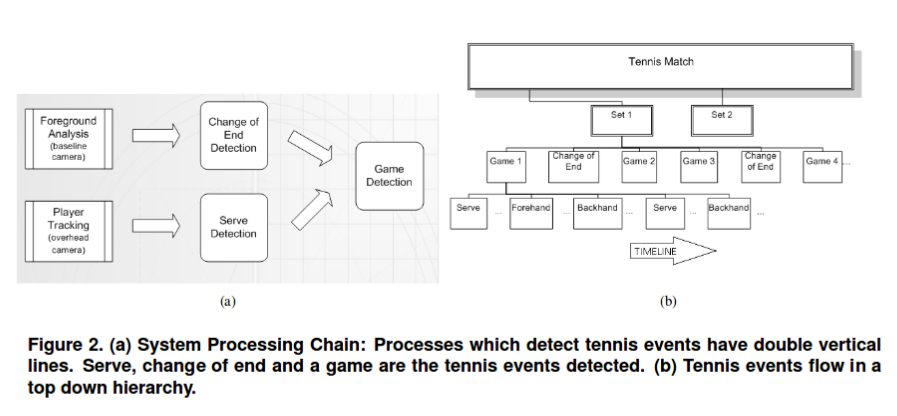 Foreground
Analysis
(baseline
camera)
Change of
End
Detection
Player
Tracking
(overhead
camera)
Serve
Detection
Game
Detection
(a)
Tennis Match
Set 1
Set 2
Game 1
Change of
End
Game 2
Game 3
Change
of End
Game 4
...
Serve
...
Forehand
...
Backhand
...
Serve
...
Backhand
...
TIMELINE
(b)
Figure 2. (a) System Processing Chain: Processes which detect tennis events have double vertical
lines. Serve, change of end and a game are the tennis events detected. (b) Tennis events flow in a
top down hierarchy.